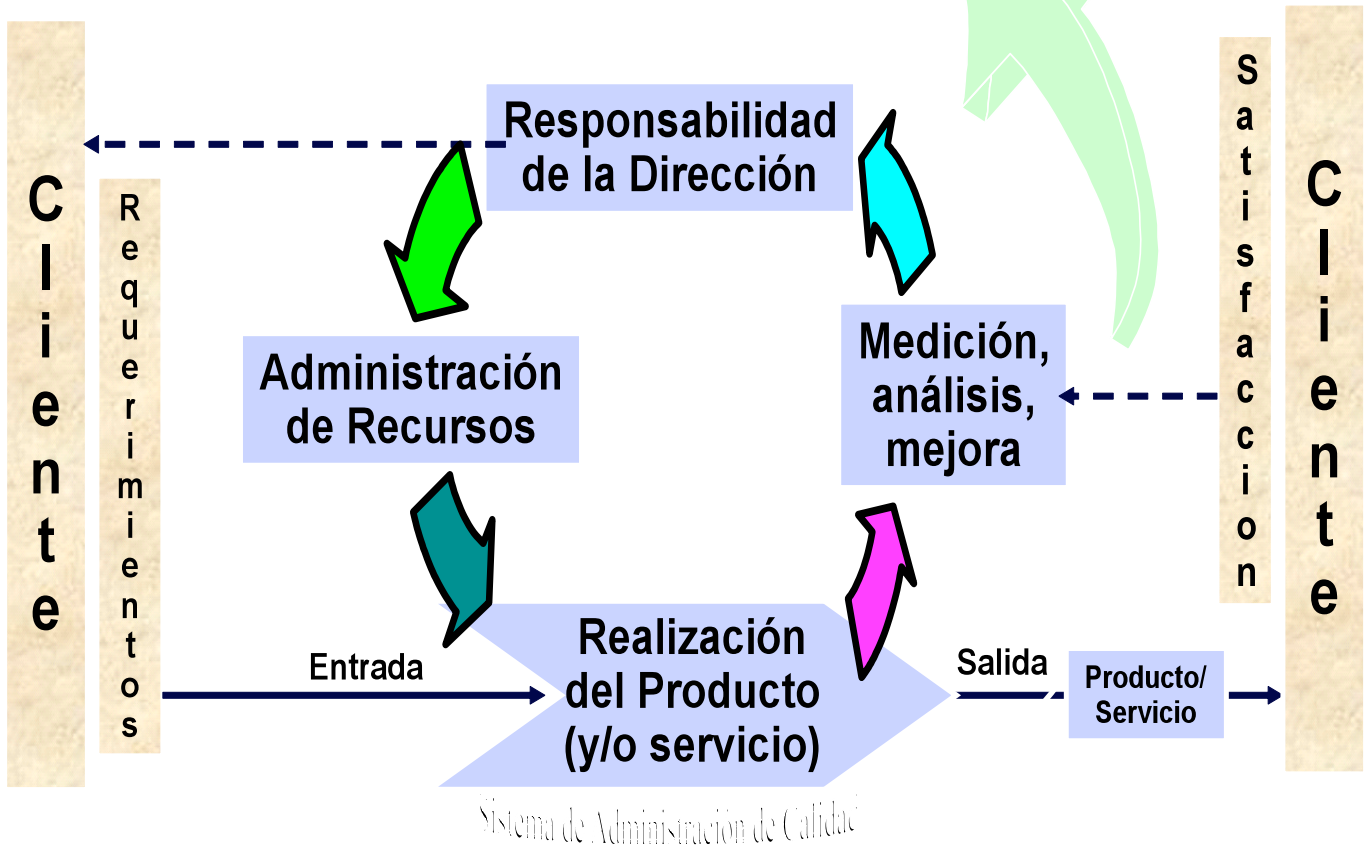 Cliente
Requerimientos
Responsabilidad
de la Dirección
Administración
de Recursos
Medición,
análisis,
mejora
Entrada
Realización
del Producto
(y/o servicio)
Salida
Producto/
Servicio
Satisfaccion
Cliente
Sistema de Administración de Calidad